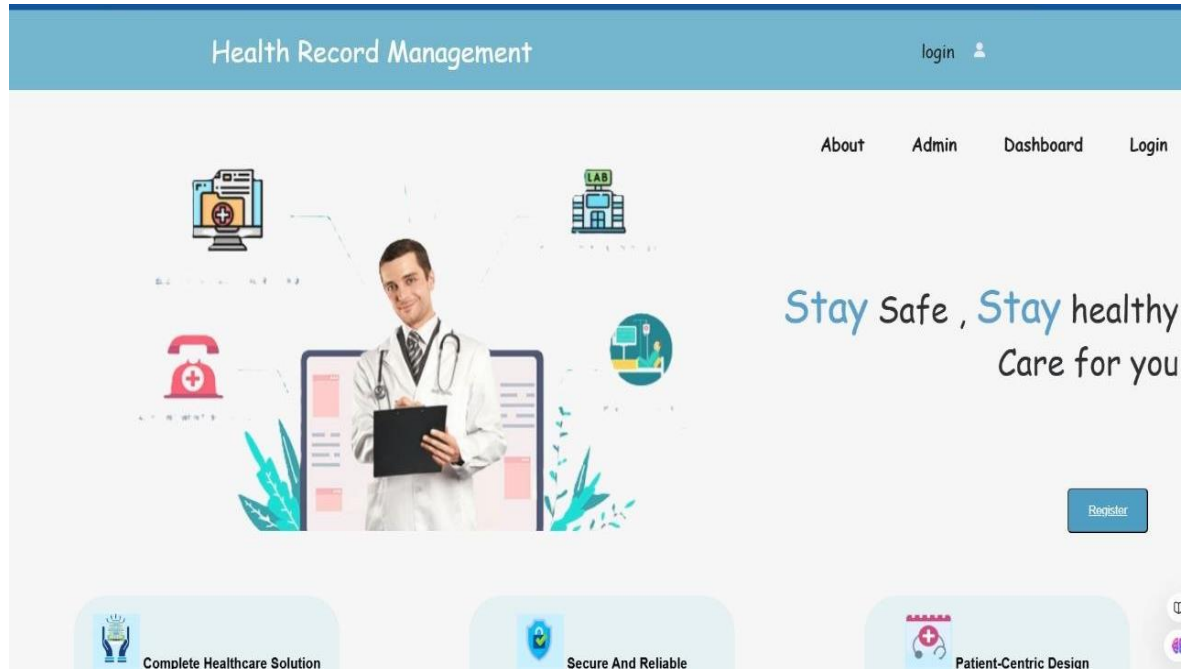 Health Record Management
login
About Admin Dashboard Login
LAB
Stay Safe , Stay healthy
Care for you
Register
Complete Healthcare Solution
Secure And Reliable
Patient-Centric Design